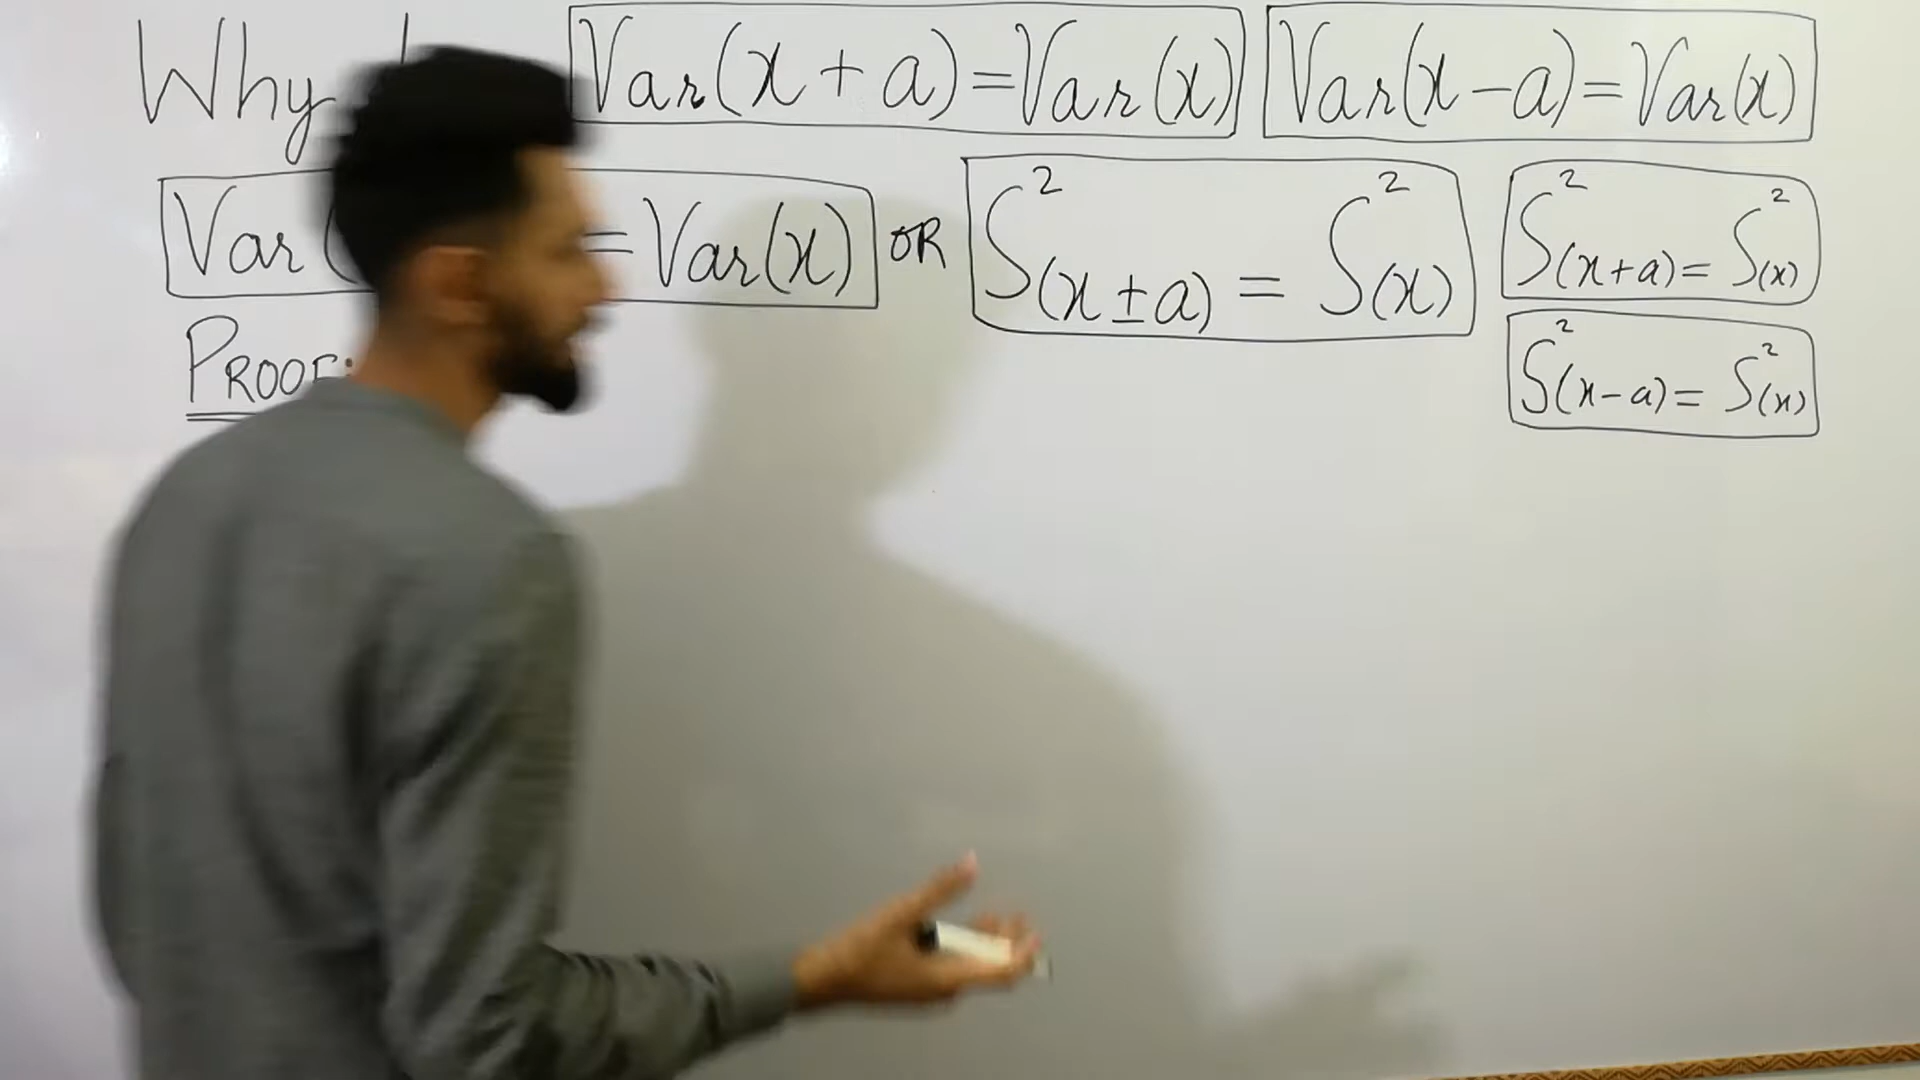 Why Var(x + a) = Var(x) Var(x - a) = Var(x)
Var( = Var(x) OR S²(x ± a) = S²(x) S²(x+a) = S²(x)
PROOF: S²(x - a) = S²(x)